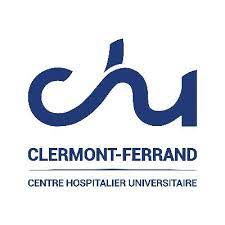 chu
CLERMONT-FERRAND
CENTRE HOSPITALIER UNIVERSITAIRE